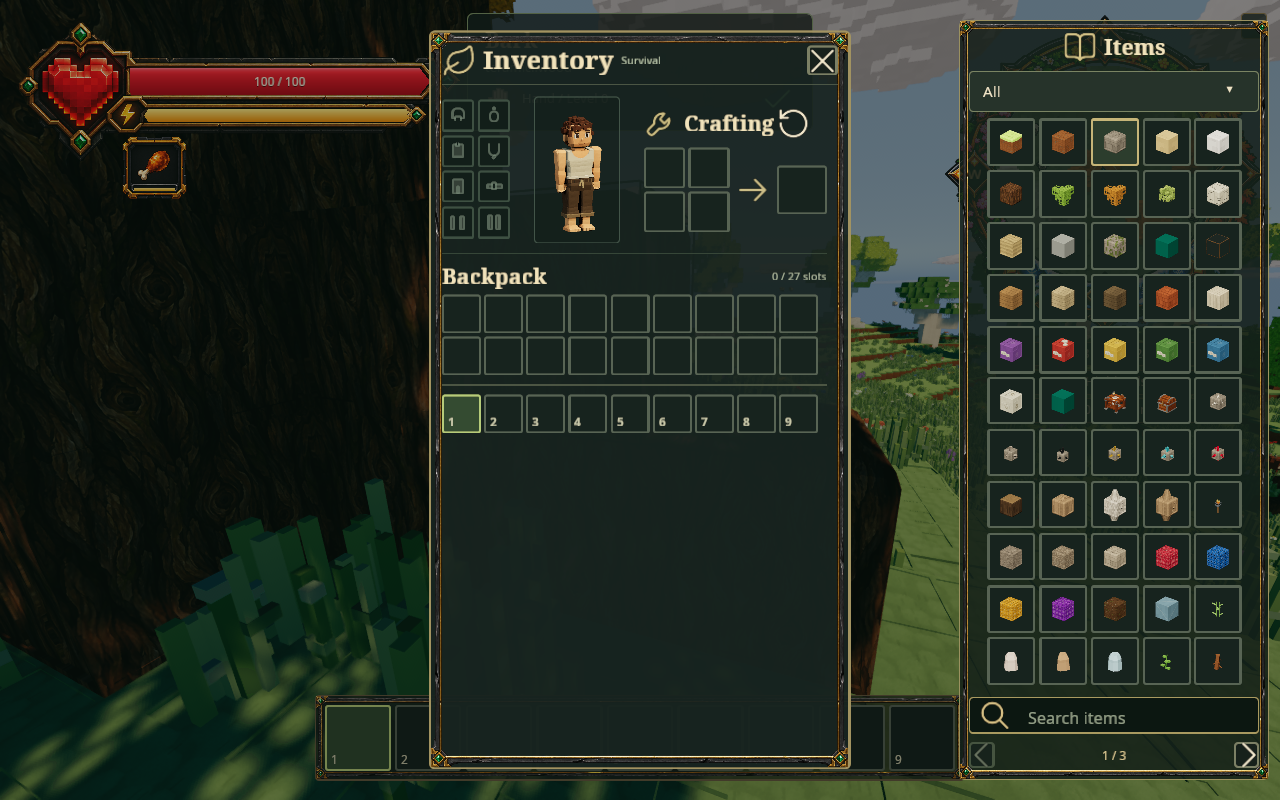 100 / 100
Inventory
Survival
Crafting
Backpack
0 / 27 slots
1
2
3
4
5
6
7
8
9
1
2
9
Items
All
Search items
1 / 3